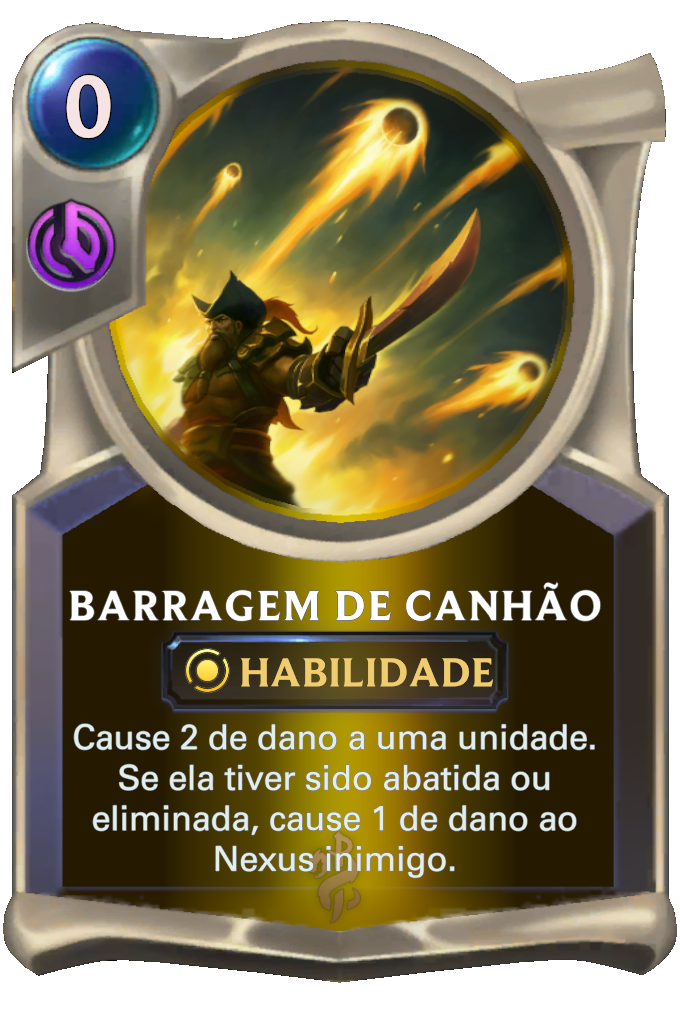 0
BARRAGEM DE CANHÃO
HABILIDADE
Cause 2 de dano a uma unidade.
Se ela tiver sido abatida ou
eliminada, cause 1 de dano ao
Nexus inimigo.